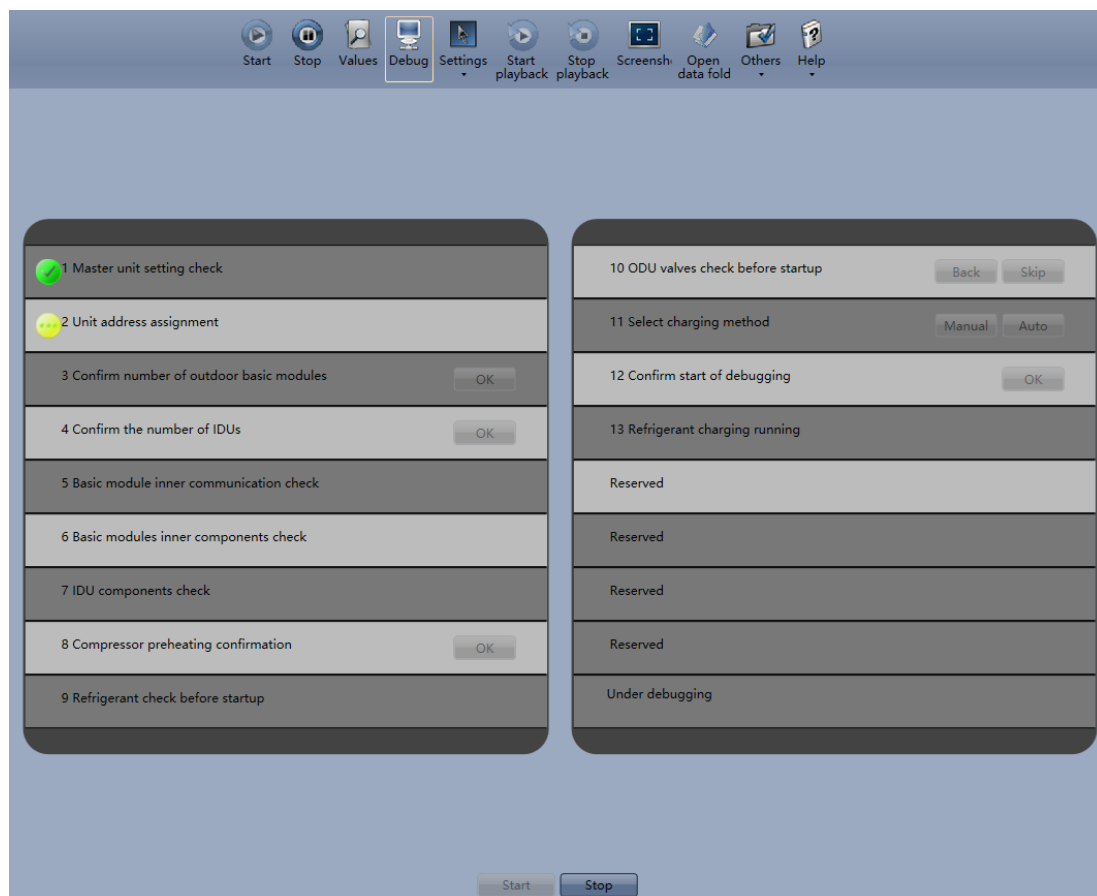 Start Stop Values Debug Settings Start playback Stop playback Screensh Open data fold Others Help
1 Master unit setting check
2 Unit address assignment
3 Confirm number of outdoor basic modules OK
4 Confirm the number of IDUs OK
5 Basic module inner communication check
6 Basic modules inner components check
7 IDU components check
8 Compressor preheating confirmation OK
9 Refrigerant check before startup
10 ODU valves check before startup Back Skip
11 Select charging method Manual Auto
12 Confirm start of debugging OK
13 Refrigerant charging running
Reserved
Reserved
Reserved
Reserved
Under debugging
Start Stop